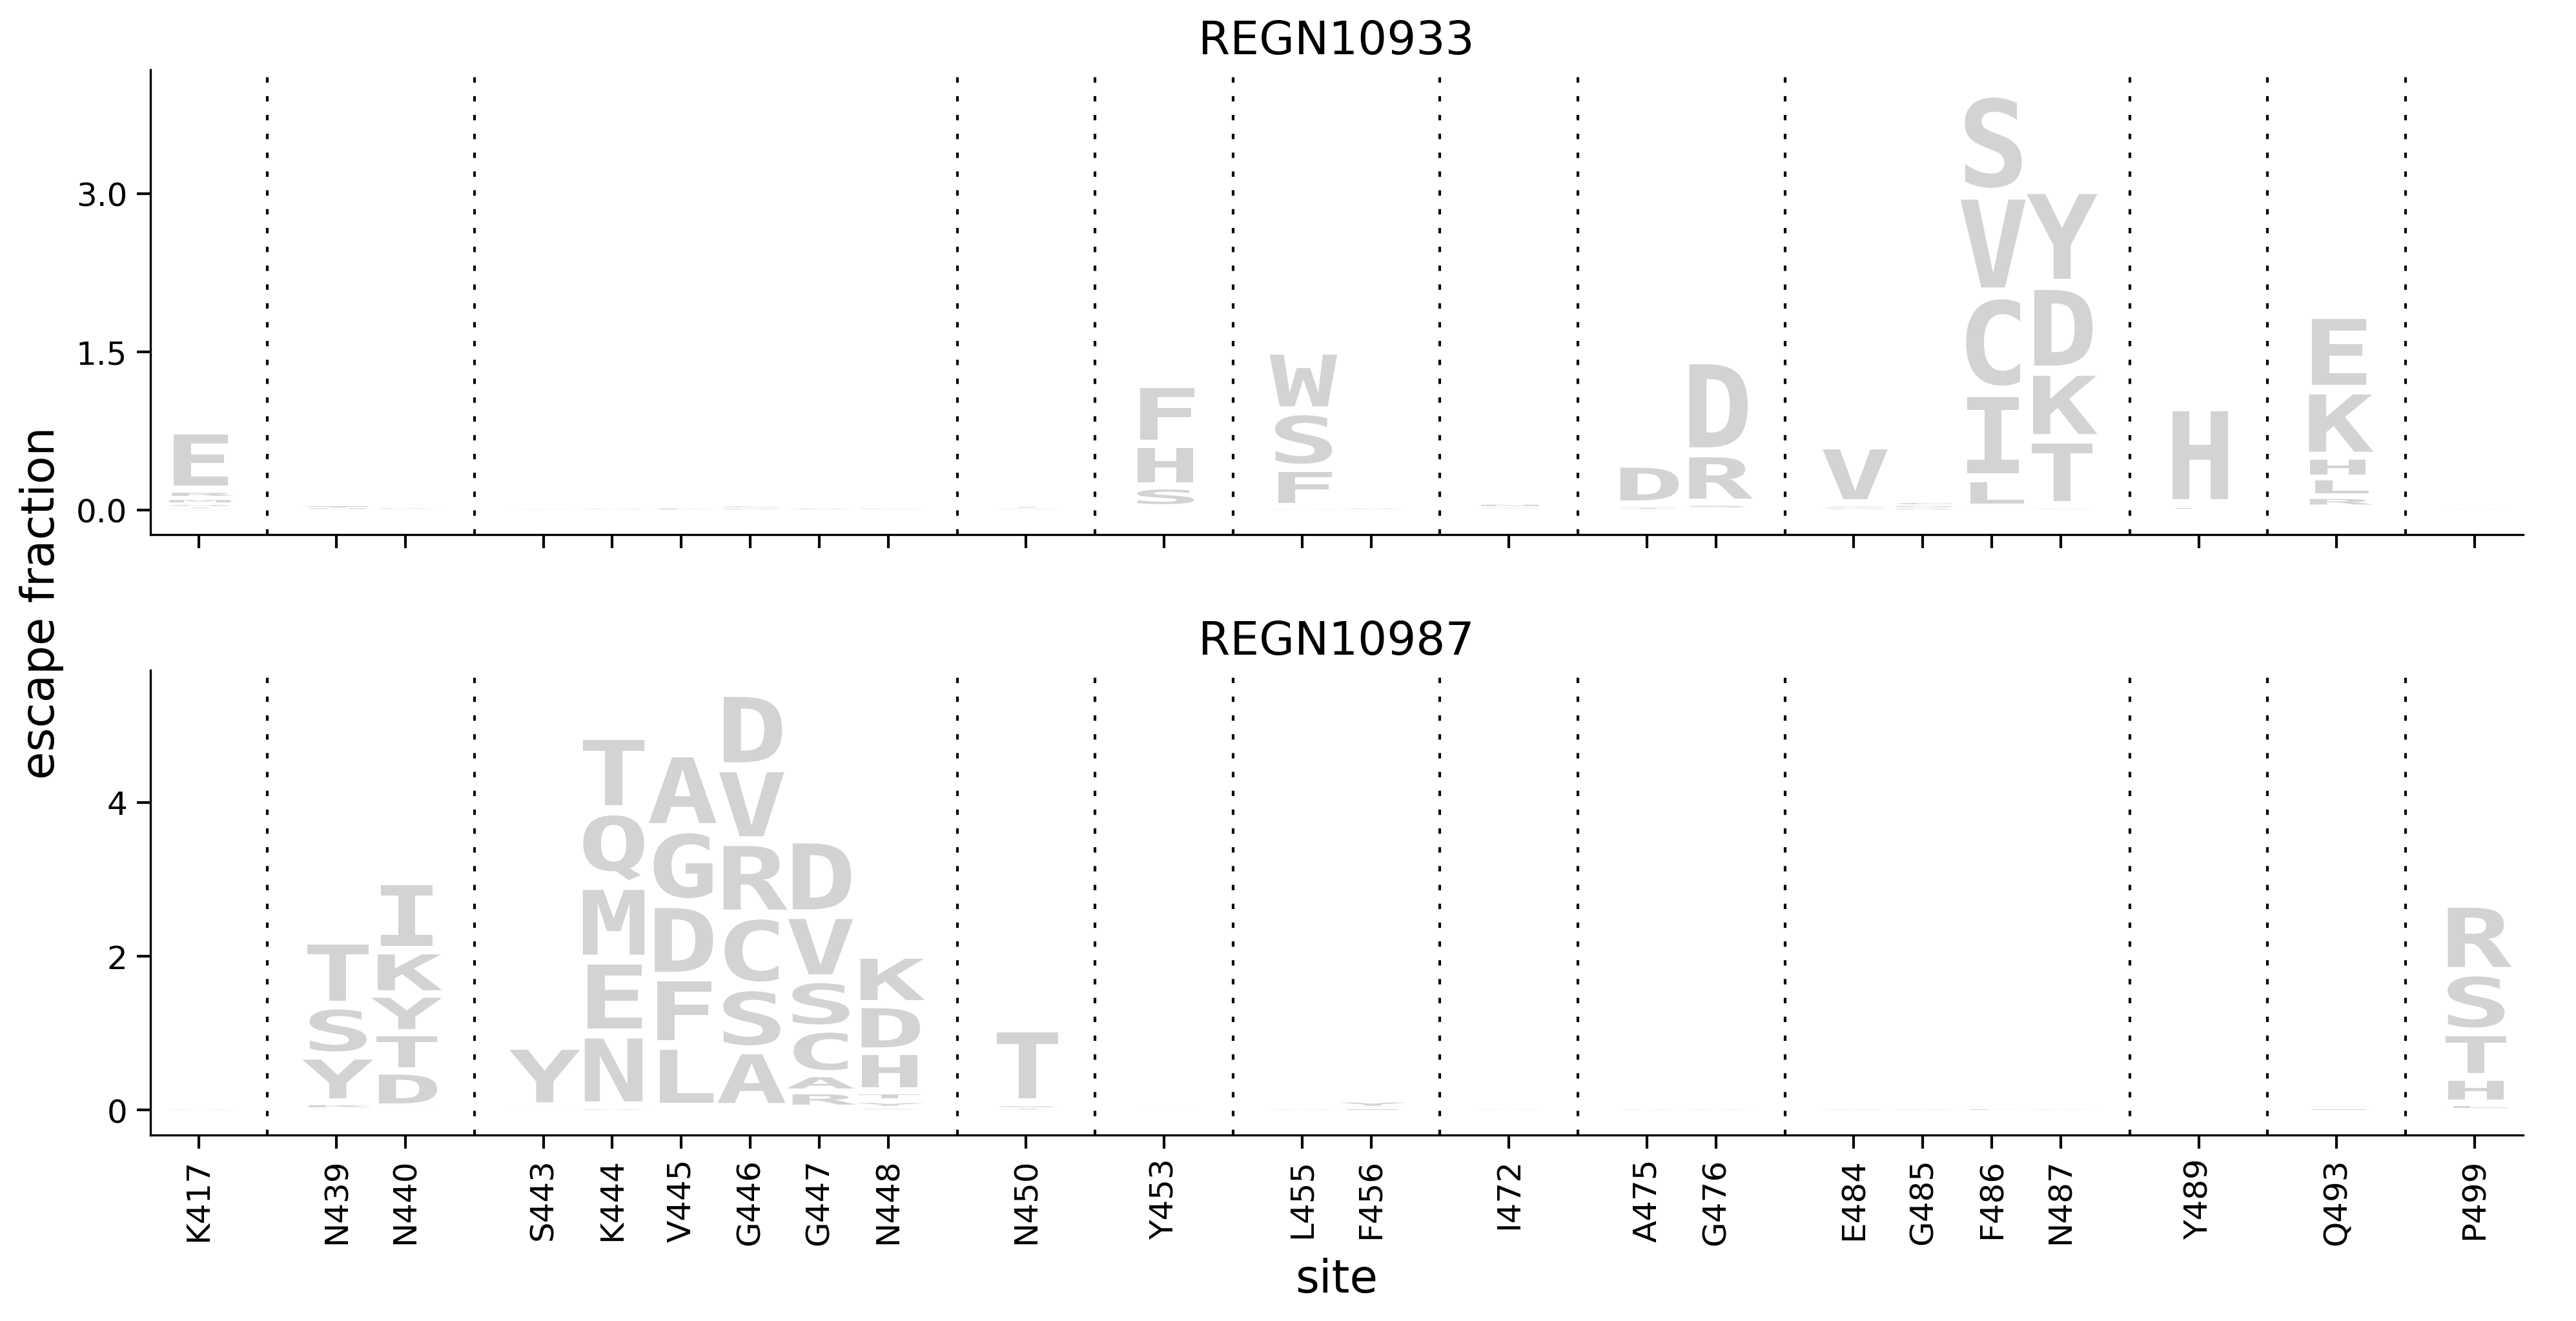 REGN10933
escape fraction
3.0
1.5
0.0
E
F
H
S
W
S
F
D
D
R
V
S
V
C
I
L
Y
D
K
T
H
E
K
H
L
R
REGN10987
4
2
0
T
S
Y
I
K
Y
T
D
Y
T
Q
M
E
N
A
G
D
F
L
D
V
R
C
S
A
D
V
S
C
A
R
K
D
H
T
R
S
T
H
K417 N439 N440 S443 K444 V445 G446 G447 N448 N450 Y453 L455 F456 I472 A475 G476 E484 G485 F486 N487 Y489 Q493 P499
site